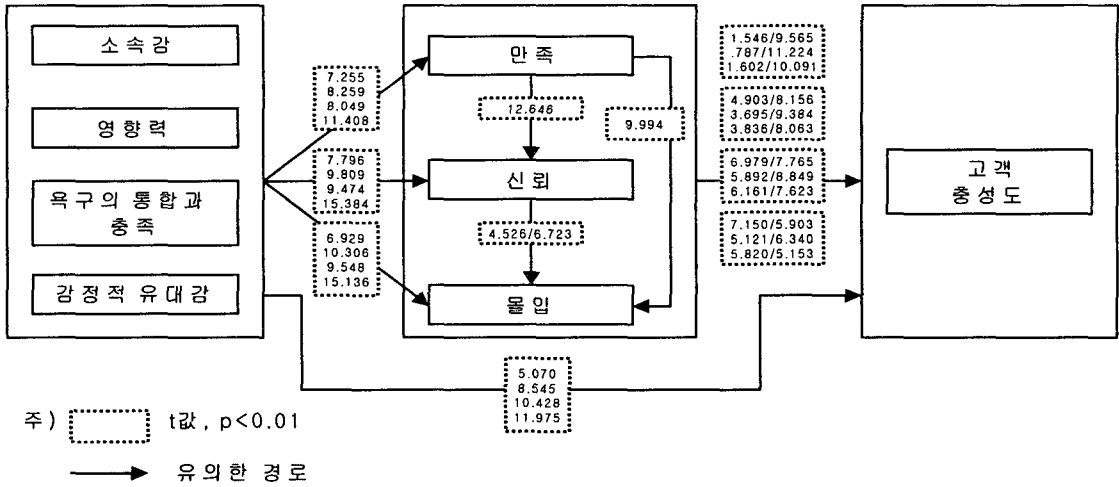 소속감
영향력
욕구의 통합과
충족
감정적 유대감
7.255
8.259
8.049
11.408
7.796
9.809
9.474
15.384
6.929
10.306
9.548
15.136
만족
12.646
9.994
신뢰
4.526/6.723
몰입
1.546/9.565
.787/11.224
1.602/10.091
4.903/8.156
3.695/9.384
3.836/8.063
6.979/7.765
5.892/8.849
6.161/7.623
7.150/5.903
5.121/6.340
5.820/5.153
고객
충성도
5.070
8.545
10.428
11.975
주) t값, p<0.01
유의한 경로